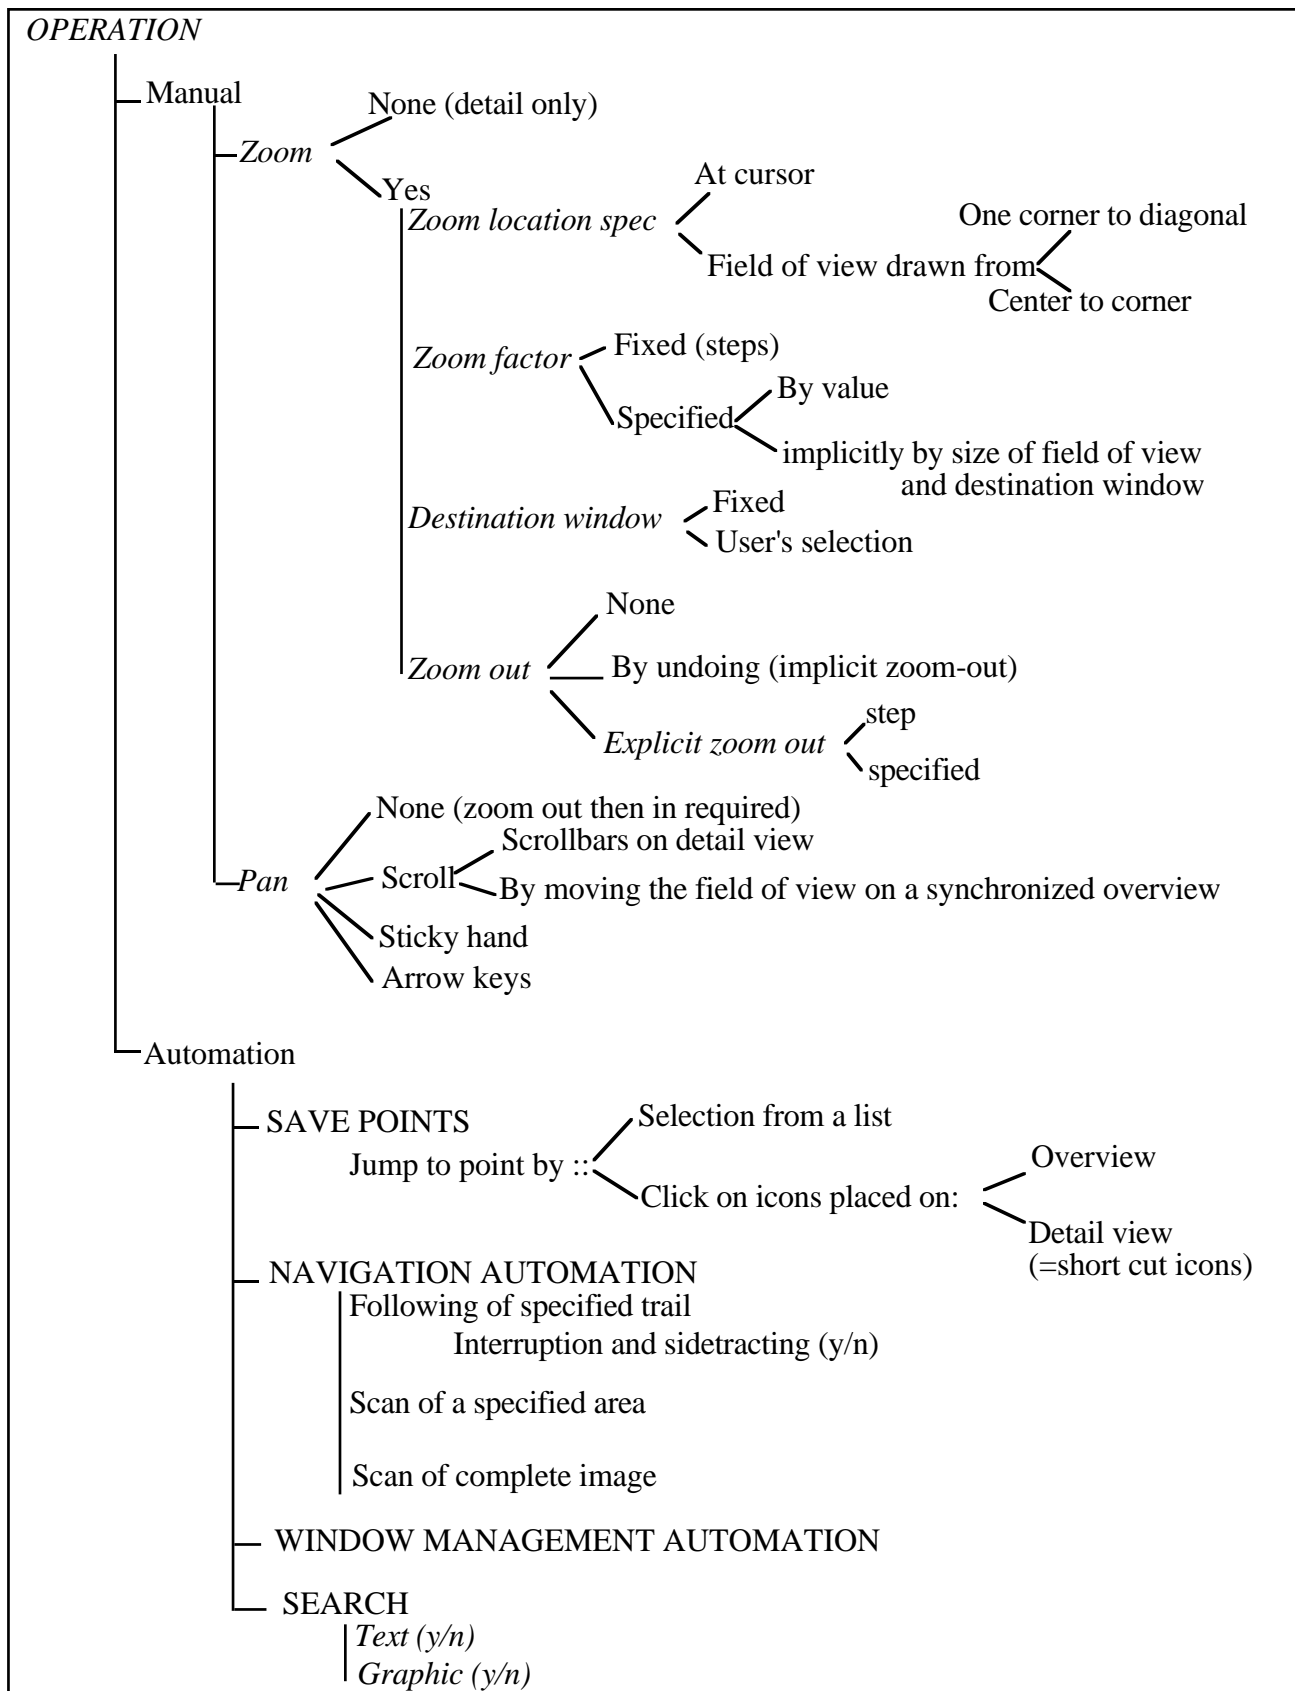 OPERATION
Manual
None (detail only)
Zoom
Yes
At cursor
Zoom location spec
One corner to diagonal
Field of view drawn from
Center to corner
Fixed (steps)
Zoom factor
By value
Specified
implicitly by size of field of view
and destination window
Fixed
Destination window
User's selection
None
Zoom out
By undoing (implicit zoom-out)
step
Explicit zoom out
specified
None (zoom out then in required)
Scrollbars on detail view
Pan
Scroll
By moving the field of view on a synchronized overview
Sticky hand
Arrow keys
Automation
SAVE POINTS
Selection from a list
Jump to point by ::
Overview
Click on icons placed on:
Detail view
(=short cut icons)
NAVIGATION AUTOMATION
Following of specified trail
Interruption and sidetracting (y/n)
Scan of a specified area
Scan of complete image
WINDOW MANAGEMENT AUTOMATION
SEARCH
Text (y/n)
Graphic (y/n)